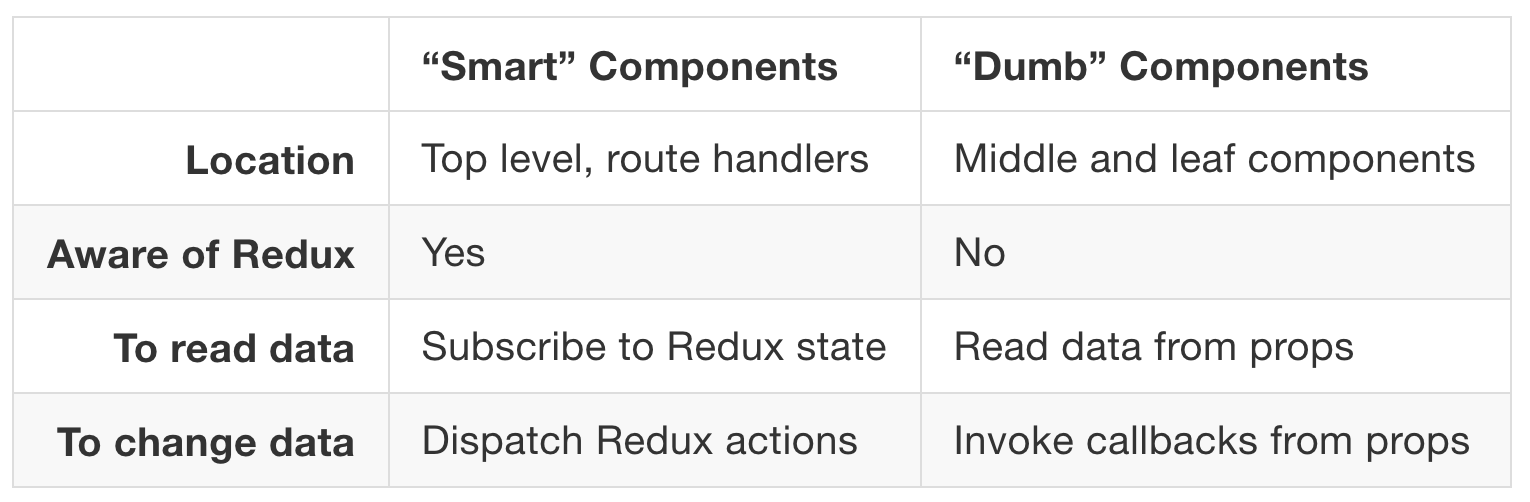 “Smart” Components “Dumb” Components
Location Top level, route handlers Middle and leaf components
Aware of Redux Yes No
To read data Subscribe to Redux state Read data from props
To change data Dispatch Redux actions Invoke callbacks from props